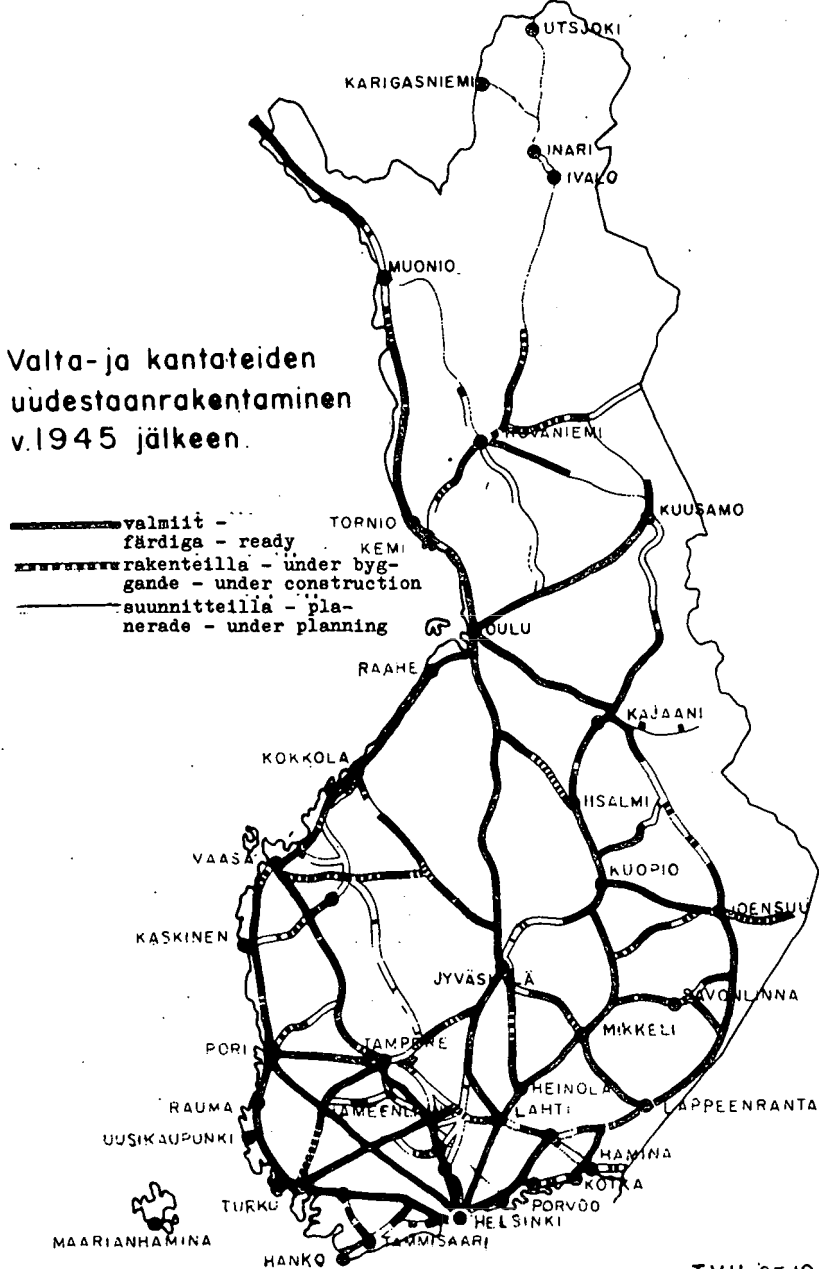 UTSJOKI
KARIGASNIEMI
INARI
IVALO
MUONIO
Valta- ja kantateiden
uudestaanrakentaminen
v.1945 jälkeen.
ROVANIEMI
valmiit -
färdiga - ready
rakenteilla - under byg-
gande - under construction
suunnitteilla - pla-
nerade - under planning
TORNIO
KEMI
KUUSAMO
OULU
RAAHE
KAJAANI
KOKKOLA
IISALMI
VAASA
KUOPIO
JOENSUU
KASKINEN
JYVÄSKYLÄ
SAVONLINNA
PORI
TAMPERE
MIKKELI
RAUMA
HÄMEENLINNA
HEINOLA
LAHTI
LAPPEENRANTA
UUSIKAUPUNKI
HAMINA
KOTKA
TURKU
PORVOO
HELSINKI
MAARIANHAMINA
TAMMISAARI
HANKO